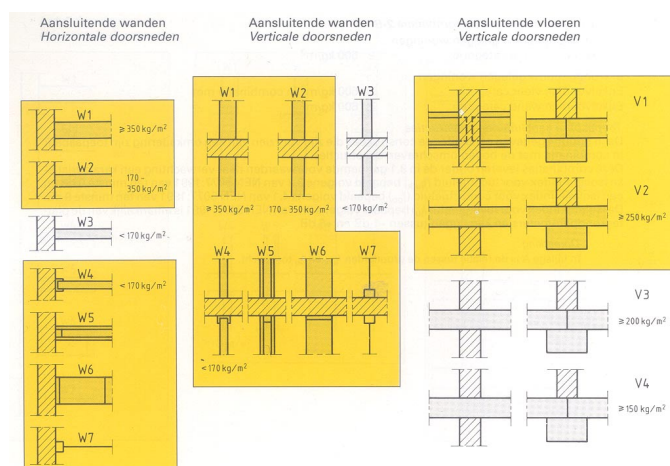 Aansluitende wanden
Horizontale doorsneden
W1
≥350 kg/m²
W2
170 -
350 kg/m²
W3
<170 kg/m².
W4
<170 kg/m²
W5
W6
W7
Aansluitende wanden
Verticale doorsneden
W1 W2 W3
≥350 kg/m² 170 - 350 kg/m² <170 kg/m²
W4 W5 W6 W7
<170 kg/m²
Aansluitende vloeren
Verticale doorsneden
V1
V2
≥250 kg/m²
V3
≥200 kg/m²
V4
≥150 kg/m²